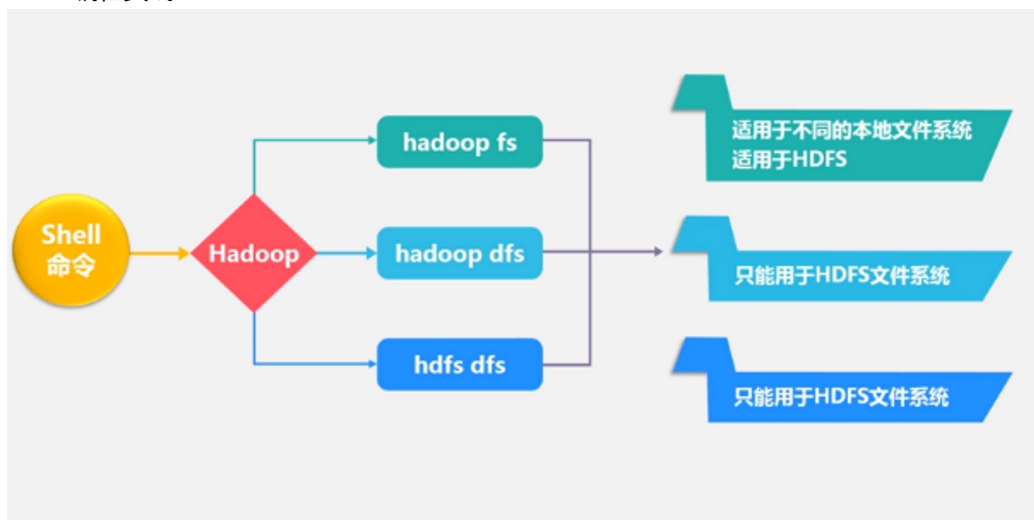 Shell
命令
Hadoop
hadoop fs
hadoop dfs
hdfs dfs
适用于不同的本地文件系统
适用于HDFS
只能用于HDFS文件系统
只能用于HDFS文件系统